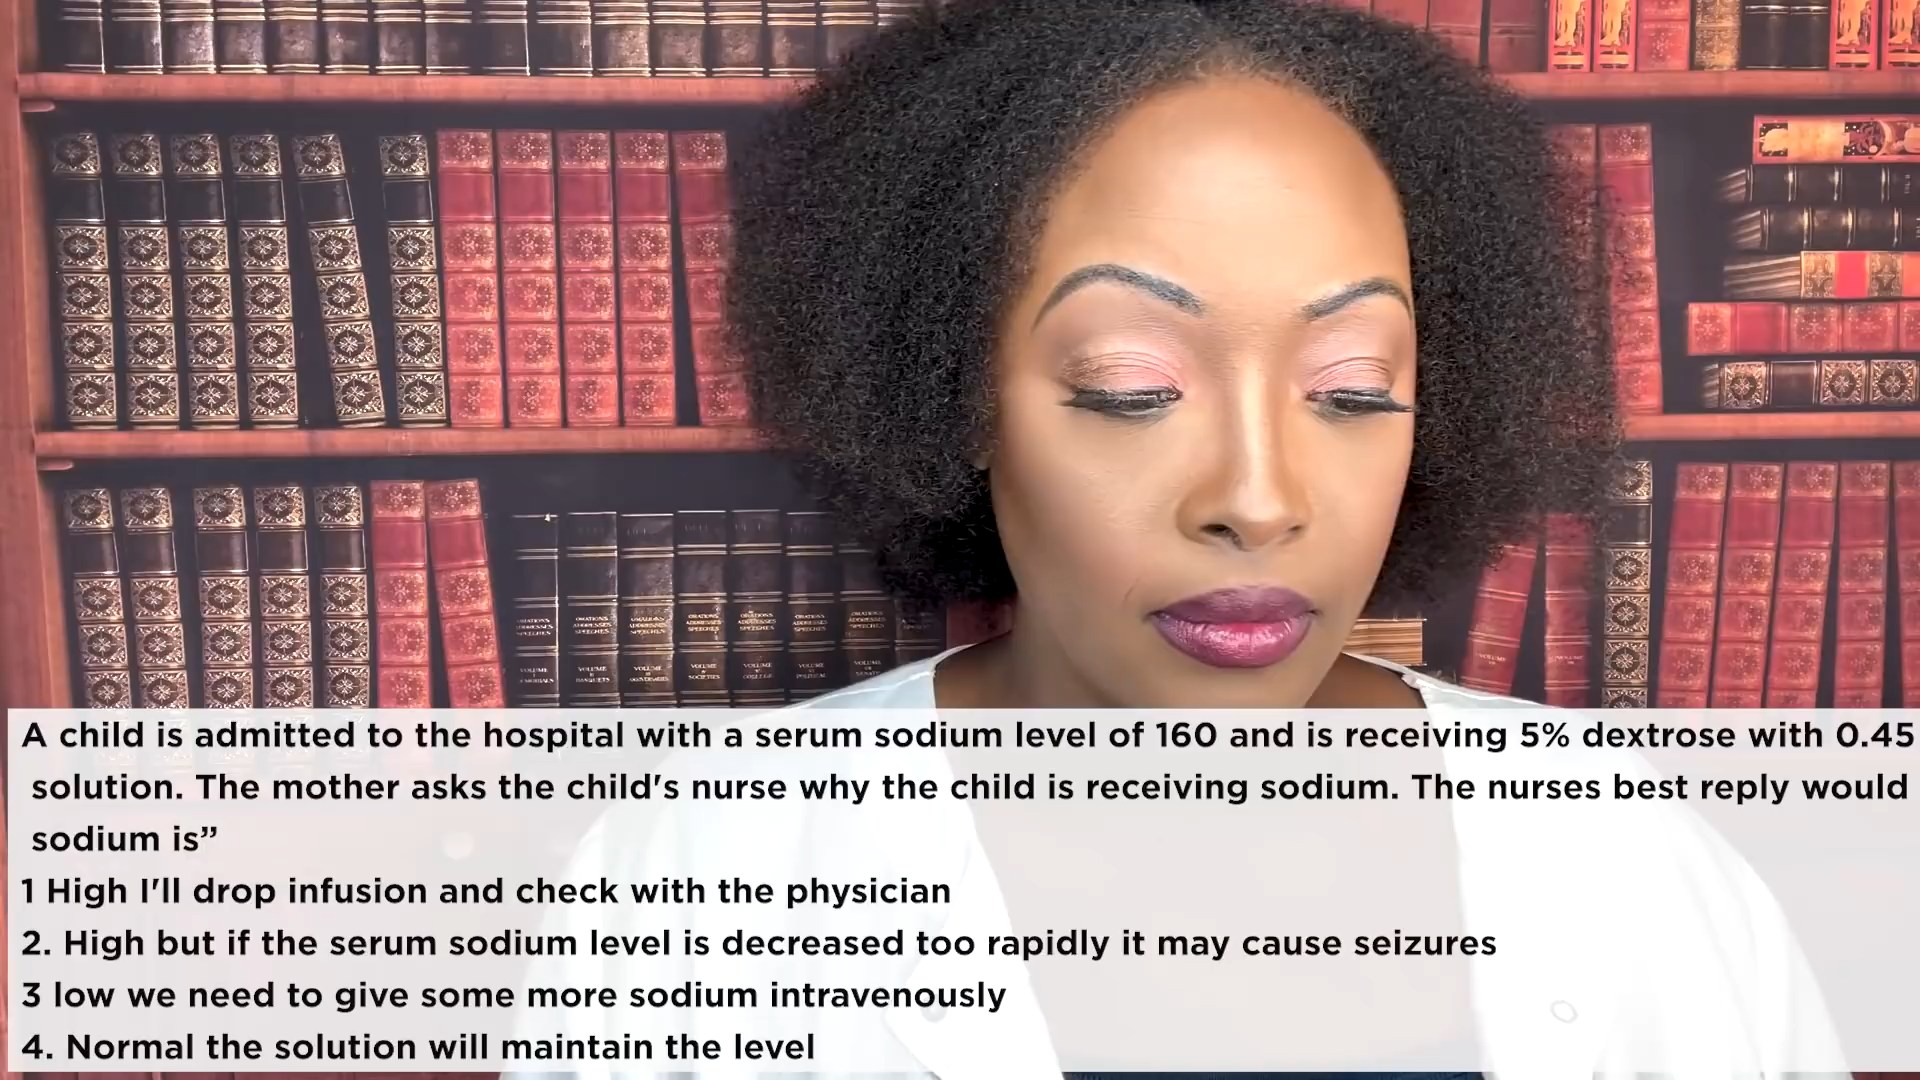 A child is admitted to the hospital with a serum sodium level of 160 and is receiving 5% dextrose with 0.45
solution. The mother asks the child's nurse why the child is receiving sodium. The nurses best reply would
sodium is”
1 High I'll drop infusion and check with the physician
2. High but if the serum sodium level is decreased too rapidly it may cause seizures
3 low we need to give some more sodium intravenously
4. Normal the solution will maintain the level